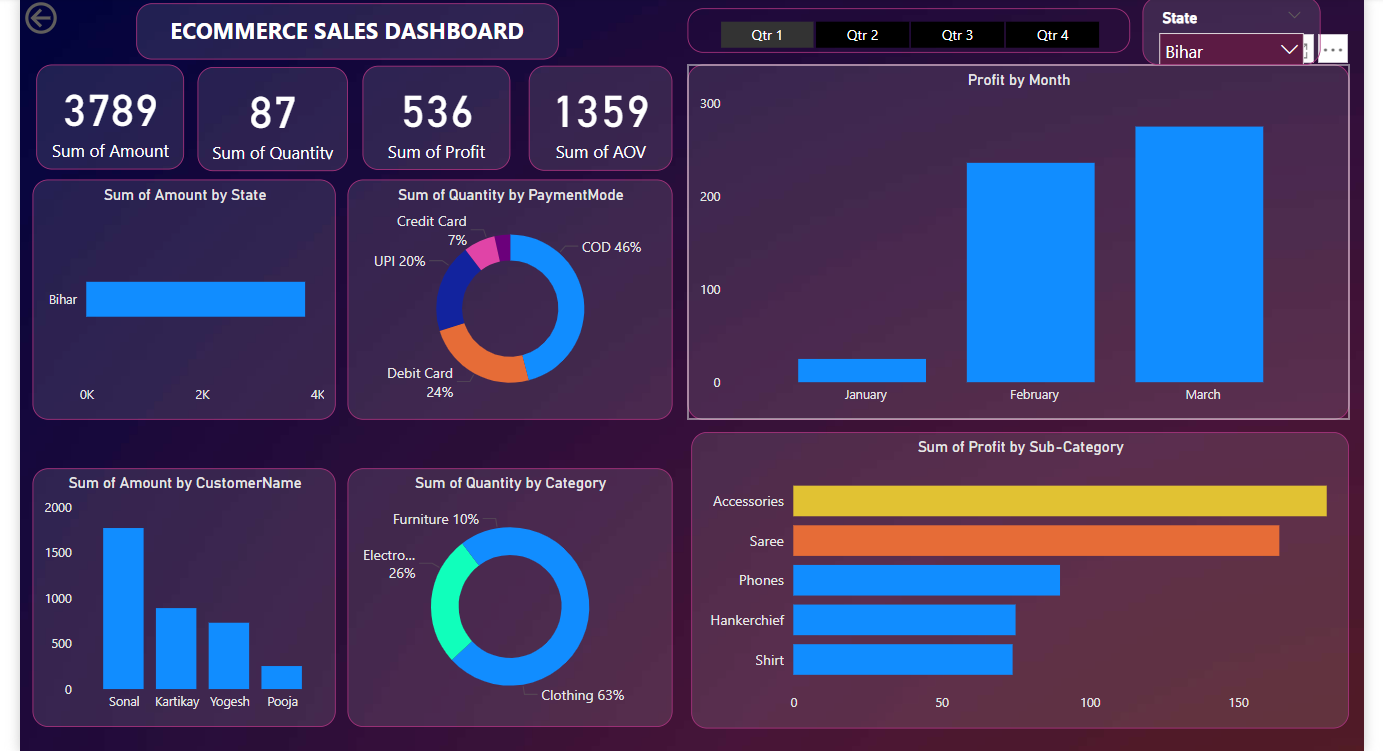 ECOMMERCE SALES DASHBOARD
Qtr 1
Qtr 2
Qtr 3
Qtr 4
State
Bihar
3789
Sum of Amount
87
Sum of Quantity
536
Sum of Profit
1359
Sum of AOV
Profit by Month
300
200
100
0
January
February
March
Sum of Amount by State
Bihar
0K
2K
4K
Sum of Quantity by PaymentMode
Credit Card
7%
COD 46%
UPI 20%
Debit Card
24%
Sum of Profit by Sub-Category
Accessories
Saree
Phones
Hankerchief
Shirt
0
50
100
150
Sum of Amount by CustomerName
2000
1500
1000
500
0
Sonal
Kartikay
Yogesh
Pooja
Sum of Quantity by Category
Furniture 10%
Electro...
26%
Clothing 63%